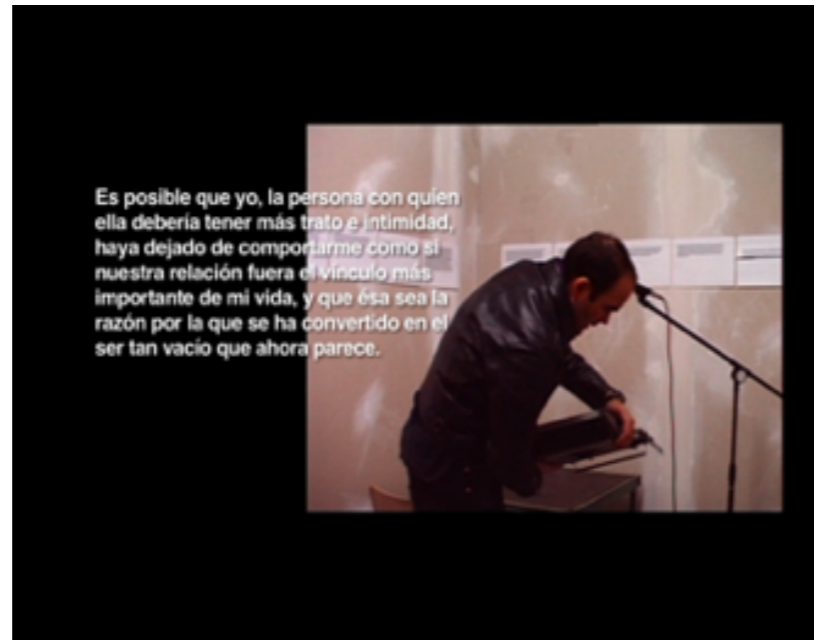 Es posible que yo, la persona con quien
ella debería tener más trato e intimidad,
haya dejado de comportarme como si
nuestra relación fuera el vínculo más
importante de mi vida, y que ésa sea la
razón por la que se ha convertido en el
ser tan vacío que ahora parece.